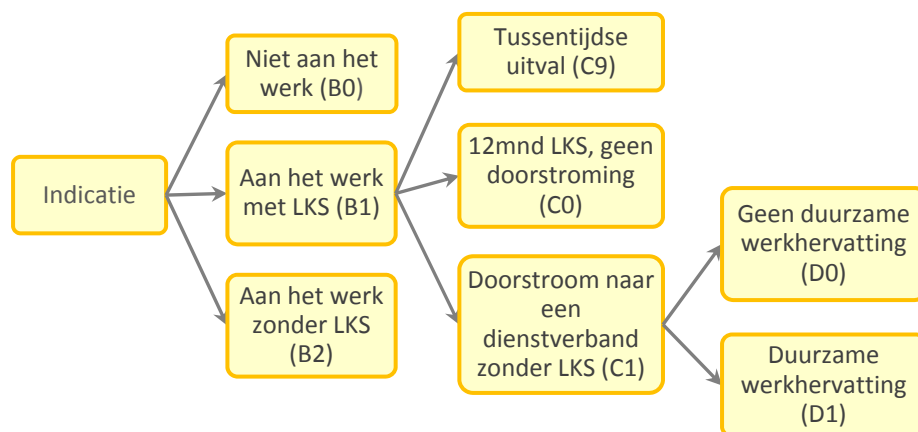 Indicatie
Niet aan het
werk (B0)
Aan het werk
met LKS (B1)
Aan het werk
zonder LKS
(B2)
Tussentijdse
uitval (C9)
12mnd LKS, geen
doorstroming
(C0)
Doorstroom naar
een
dienstverband
zonder LKS (C1)
Geen duurzame
werkhervatting
(D0)
Duurzame
werkhervatting
(D1)